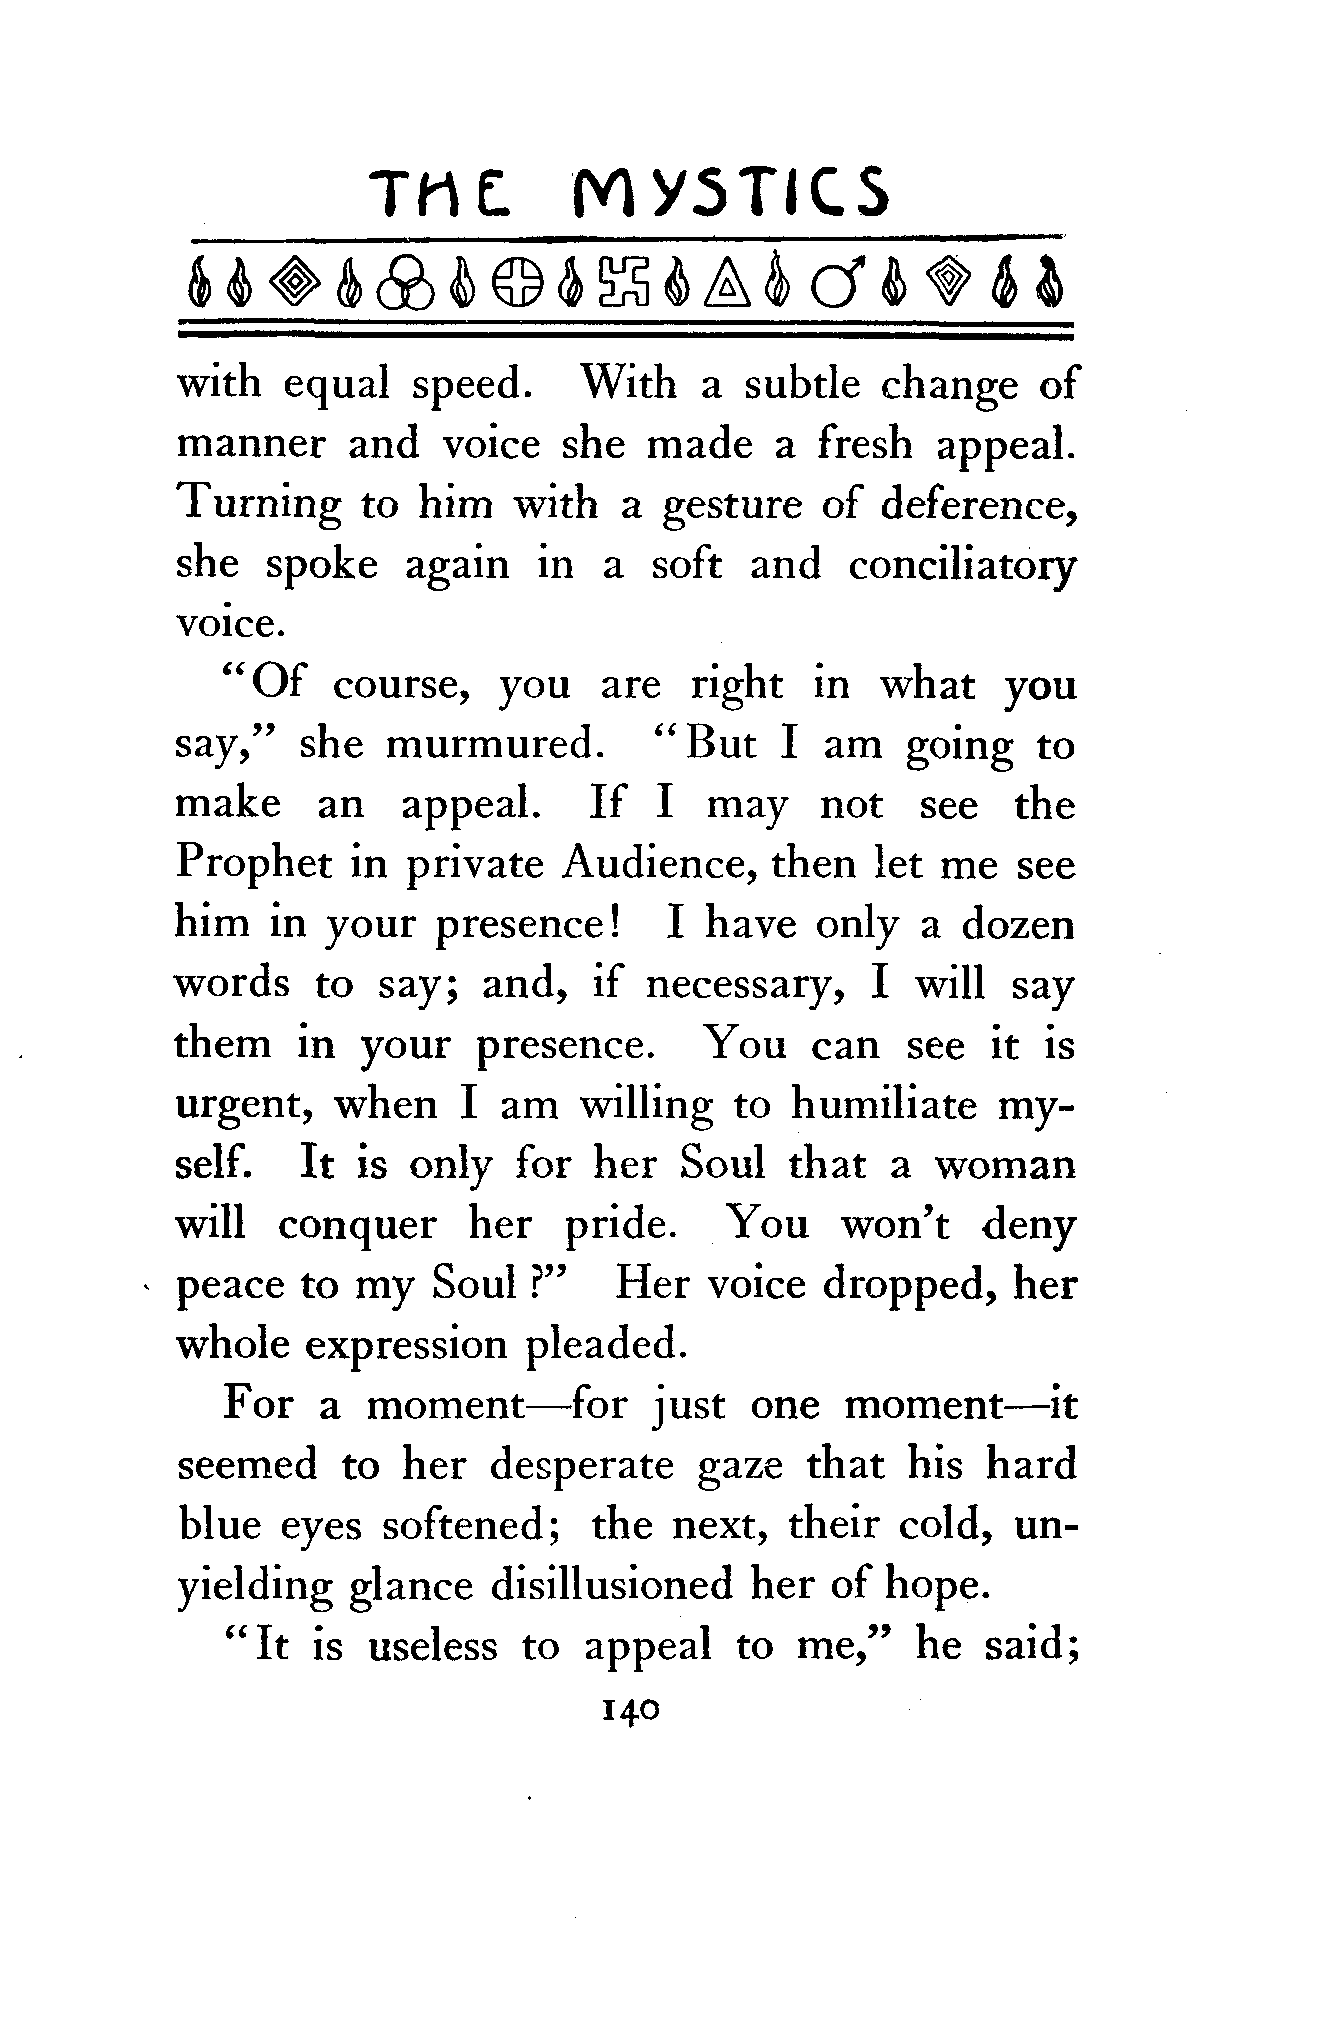 THE MYSTICS
with equal speed. With a subtle change of
manner and voice she made a fresh appeal.
Turning to him with a gesture of deference,
she spoke again in a soft and conciliatory
voice.
"Of course, you are right in what you
say," she murmured. "But I am going to
make an appeal. If I may not see the
Prophet in private Audience, then let me see
him in your presence! I have only a dozen
words to say; and, if necessary, I will say
them in your presence. You can see it is
urgent, when I am willing to humiliate my-
self. It is only for her Soul that a woman
will conquer her pride. You won't deny
peace to my Soul?" Her voice dropped, her
whole expression pleaded.
For a moment—for just one moment—it
seemed to her desperate gaze that his hard
blue eyes softened; the next, their cold, un-
yielding glance disillusioned her of hope.
"It is useless to appeal to me," he said;
140